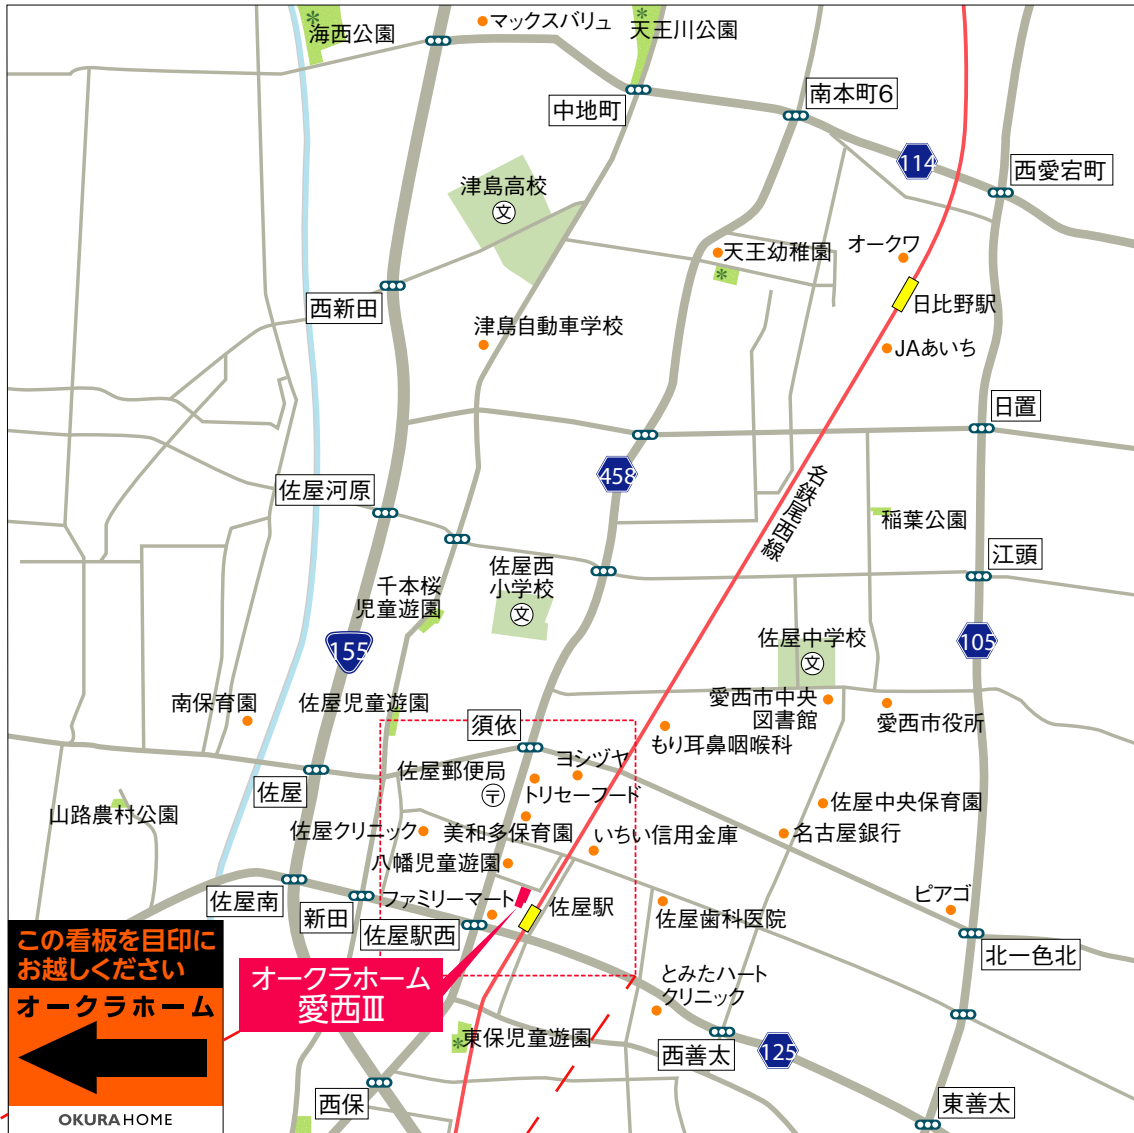 マックスバリュ
海西公園
天王川公園
中地町
南本町6
114
西愛宕町
津島高校
文
天王幼稚園
オークワ
西新田
日比野駅
津島自動車学校
JAあいち
日置
佐屋河原
458
名鉄尾西線
稲葉公園
江頭
佐屋西
小学校
文
千本桜
児童遊園
155
佐屋中学校
文
105
南保育園
佐屋児童遊園
須依
愛西市中央
図書館
愛西市役所
もり耳鼻咽喉科
ヨシヅヤ
佐屋郵便局
〒
トリセーフード
佐屋
山路農村公園
佐屋クリニック
美和多保育園
いちい信用金庫
佐屋中央保育園
名古屋銀行
八幡児童遊園
佐屋南
新田
ファミリーマート
佐屋駅
佐屋駅西
佐屋歯科医院
ピアゴ
北一色北
この看板を目印に
お越しください
オークラホーム
OKURA HOME
オークラホーム
愛西Ⅲ
とみたハート
クリニック
東保児童遊園
西善太
125
西保
東善太